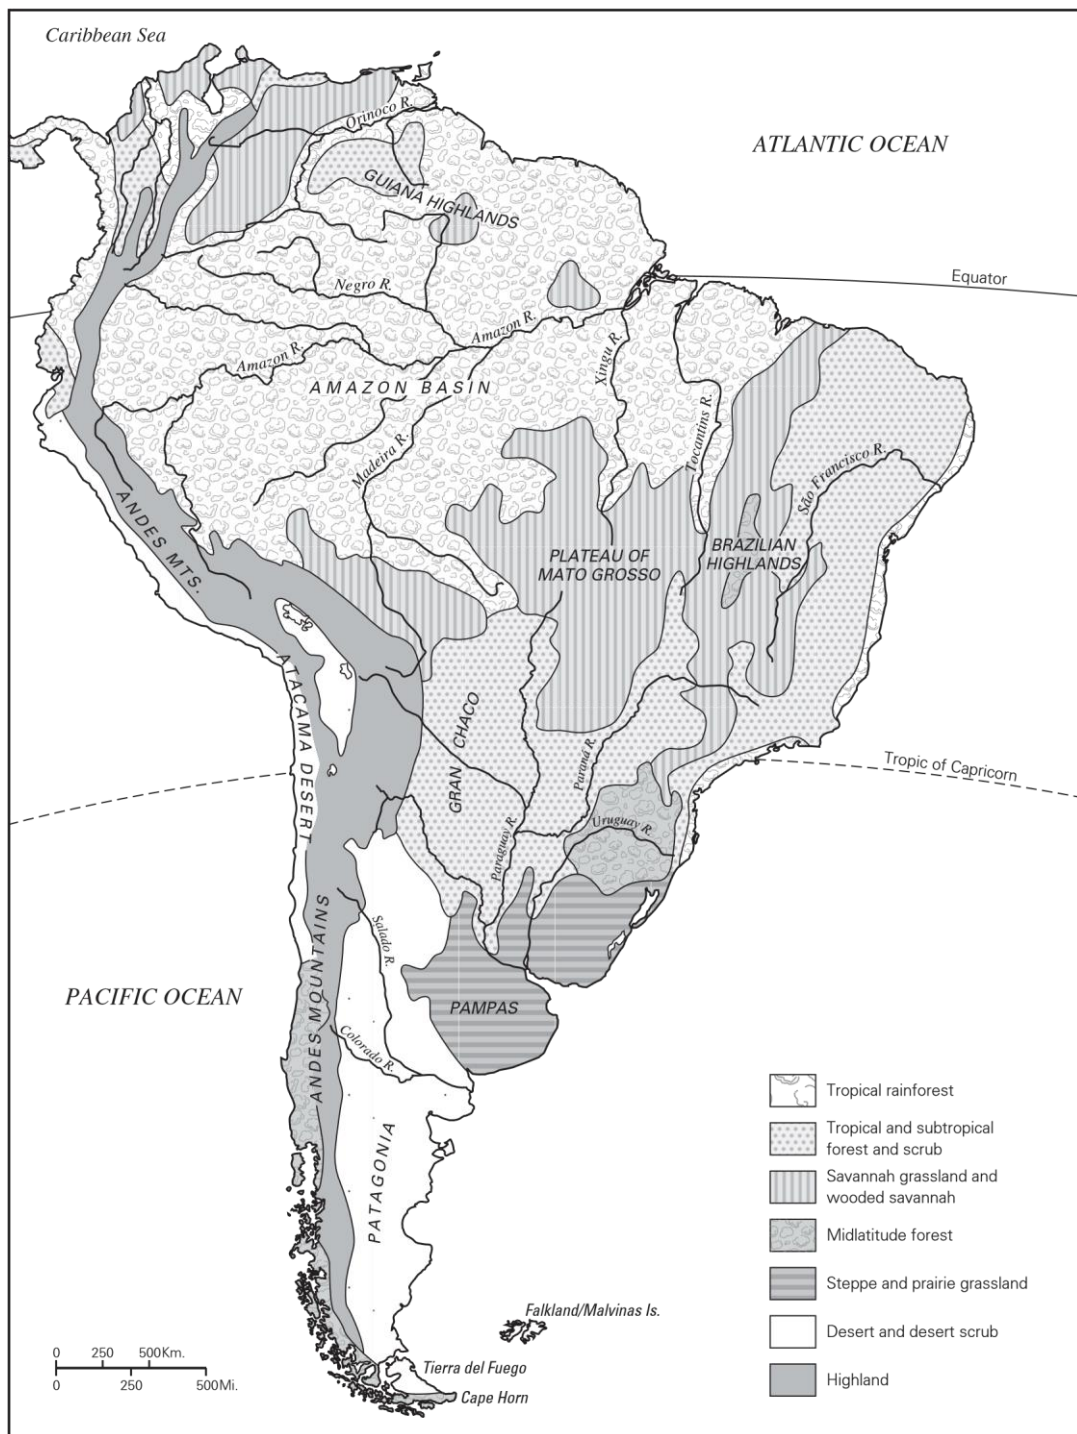 Caribbean Sea
ATLANTIC OCEAN
Orinoco R.
GUIANA HIGHLANDS
Equator
Negro R.
Amazon R.
Amazon R.
Xingu R.
AMAZON BASIN
Tocantins R.
Madeira R.
São Francisco R.
ANDES MTS.
PLATEAU OF
MATO GROSSO
BRAZILIAN
HIGHLANDS
ATACAMA DESERT
GRAN CHACO
Paraná R.
Tropic of Capricorn
Paraguay R.
Uruguay R.
Salado R.
ANDES MOUNTAINS
PACIFIC OCEAN
PAMPAS
Colorado R.
PATAGONIA
Falkland/Malvinas Is.
Tierra del Fuego
Cape Horn
Tropical rainforest
Tropical and subtropical
forest and scrub
Savannah grassland and
wooded savannah
Midlatitude forest
Steppe and prairie grassland
Desert and desert scrub
Highland
0 250 500Km.
0 250 500Mi.